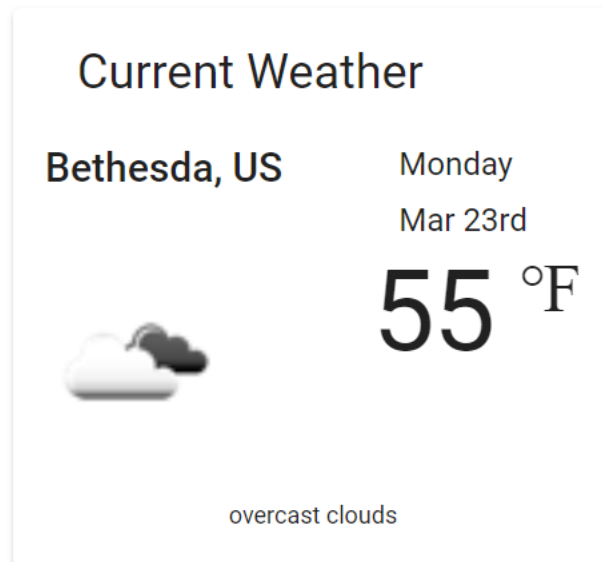 Current Weather
Bethesda, US
Monday
Mar 23rd
55 °F
overcast clouds